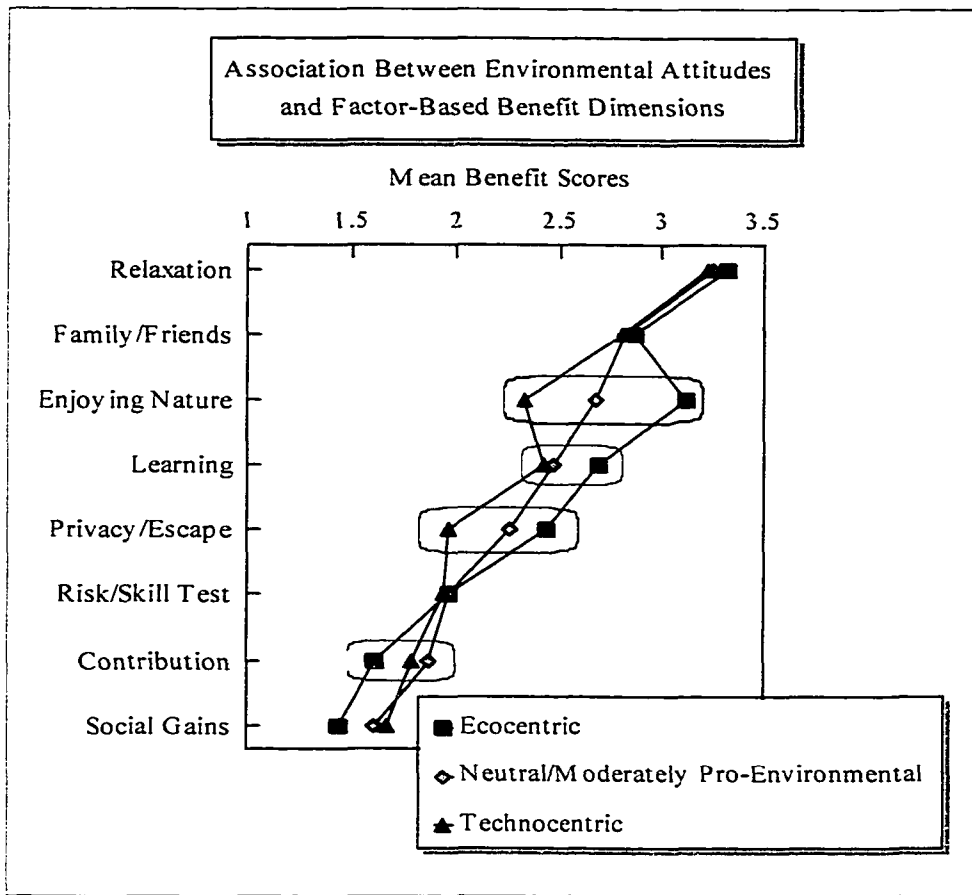 Association Between Environmental Attitudes
and Factor-Based Benefit Dimensions
Mean Benefit Scores
1 1.5 2 2.5 3 3.5
Relaxation
Family/Friends
Enjoying Nature
Learning
Privacy/Escape
Risk/Skill Test
Contribution
Social Gains
Ecocentric
Neutral/Moderately Pro-Environmental
Technocentric